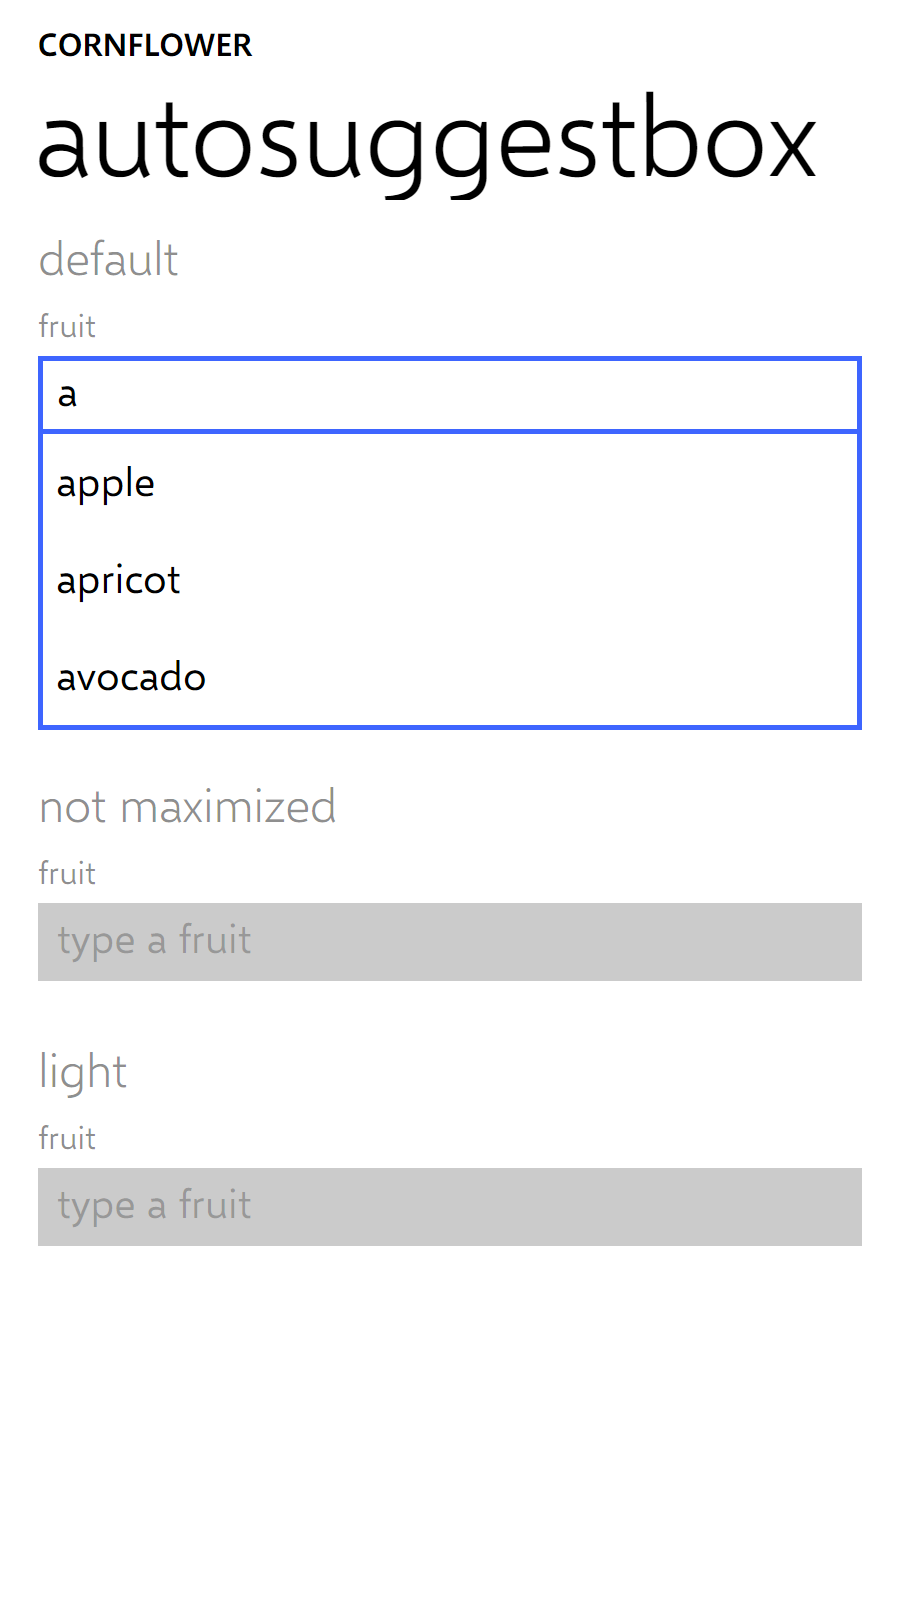 CORNFLOWER
autosuggestbox
default
fruit
a
apple
apricot
avocado
not maximized
fruit
type a fruit
light
fruit
type a fruit